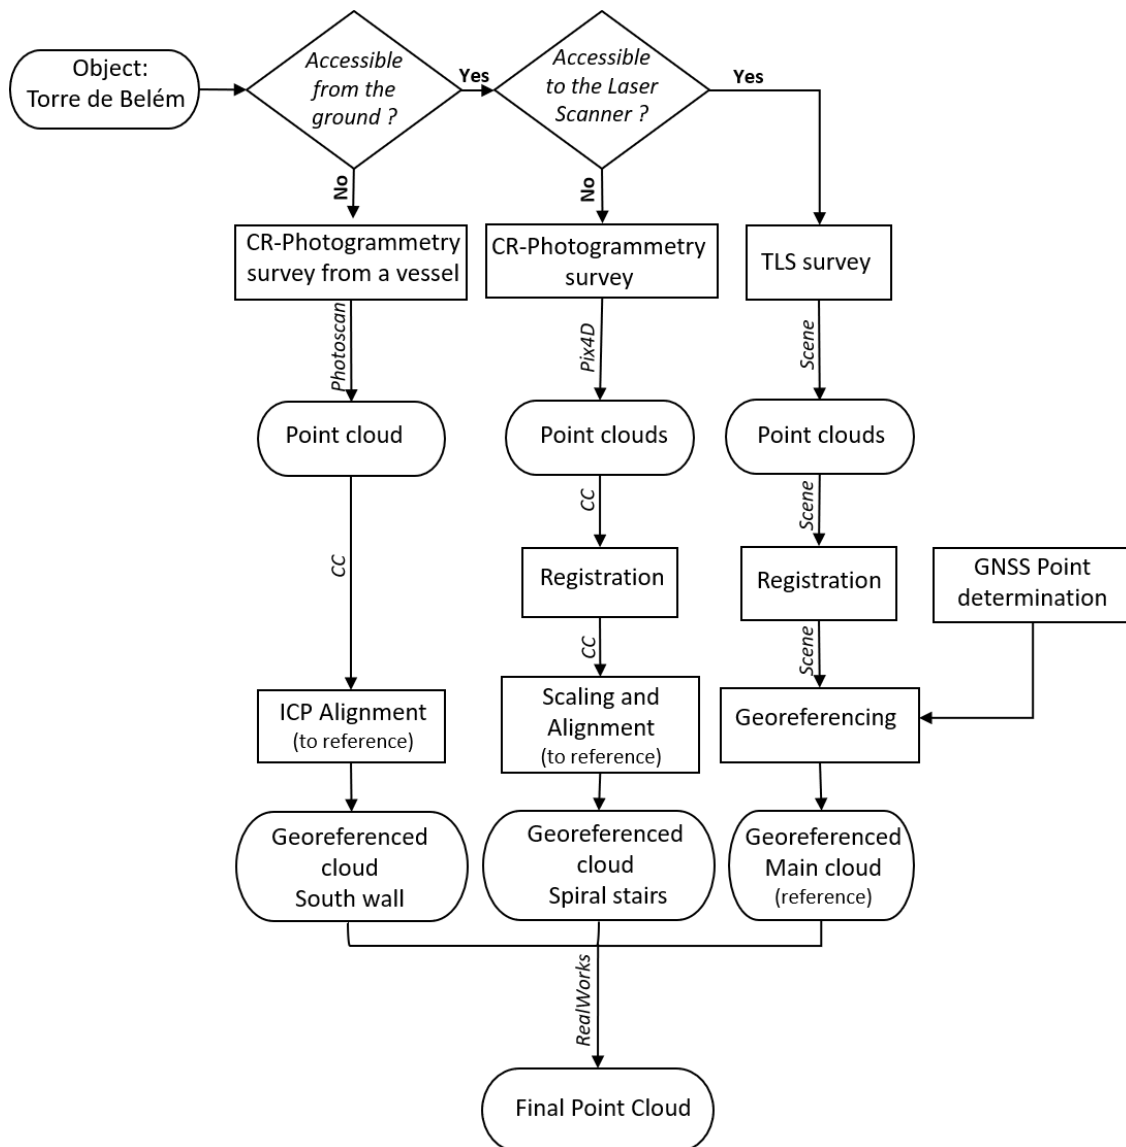 Object:
Torre de Belém
Accessible
from the
ground ?
Yes
Accessible
to the Laser
Scanner ?
Yes
No
No
CR-Photogrammetry
survey from a vessel
CR-Photogrammetry
survey
TLS survey
Photoscan
Pix4D
Scene
Point cloud
Point clouds
Point clouds
CC
CC
Scene
Registration
Registration
GNSS Point
determination
CC
Scene
ICP Alignment
(to reference)
Scaling and
Alignment
(to reference)
Georeferencing
Georeferenced
cloud
South wall
Georeferenced
cloud
Spiral stairs
Georeferenced
Main cloud
(reference)
RealWorks
Final Point Cloud